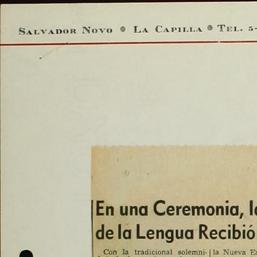 SALVADOR NOVO • LA CAPILLA • TEL. 5-
En una Ceremonia, la
de la Lengua Recibió
Con la tradicional solemni- la Nueva E